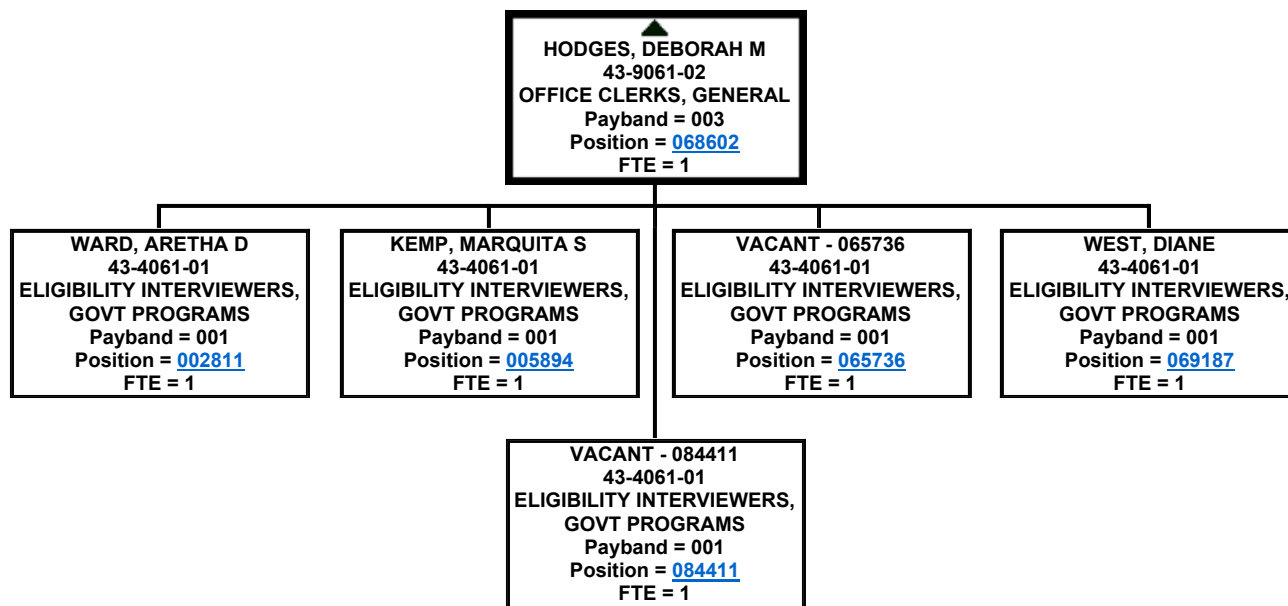 HODGES, DEBORAH M
43-9061-02
OFFICE CLERKS, GENERAL
Payband = 003
Position = 068602
FTE = 1
WARD, ARETHA D
43-4061-01
ELIGIBILITY INTERVIEWERS,
GOVT PROGRAMS
Payband = 001
Position = 002811
FTE = 1
KEMP, MARQUITA S
43-4061-01
ELIGIBILITY INTERVIEWERS,
GOVT PROGRAMS
Payband = 001
Position = 005894
FTE = 1
VACANT - 065736
43-4061-01
ELIGIBILITY INTERVIEWERS,
GOVT PROGRAMS
Payband = 001
Position = 065736
FTE = 1
WEST, DIANE
43-4061-01
ELIGIBILITY INTERVIEWERS,
GOVT PROGRAMS
Payband = 001
Position = 069187
FTE = 1
VACANT - 084411
43-4061-01
ELIGIBILITY INTERVIEWERS,
GOVT PROGRAMS
Payband = 001
Position = 084411
FTE = 1